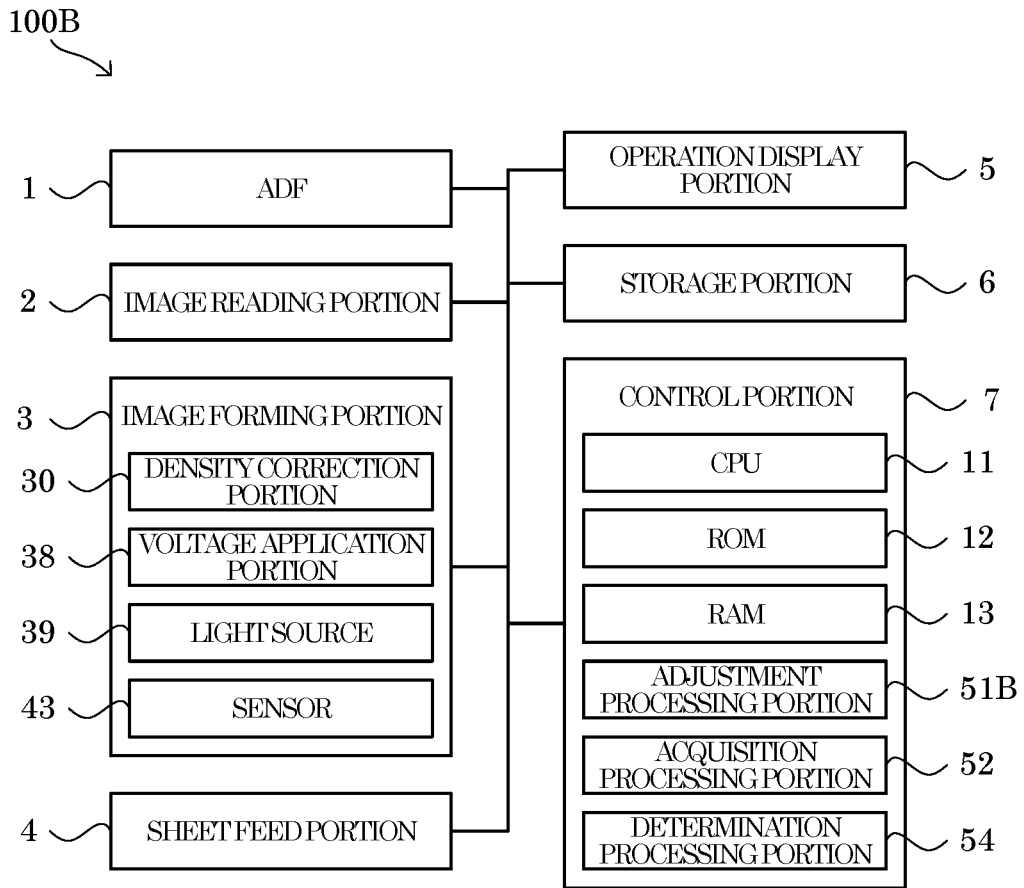 100B
1
ADF
2
IMAGE READING PORTION
3
IMAGE FORMING PORTION
30
DENSITY CORRECTION
PORTION
38
VOLTAGE APPLICATION
PORTION
39
LIGHT SOURCE
43
SENSOR
4
SHEET FEED PORTION
OPERATION DISPLAY
PORTION
5
STORAGE PORTION
6
CONTROL PORTION
7
CPU
11
ROM
12
RAM
13
ADJUSTMENT
PROCESSING PORTION
51B
ACQUISITION
PROCESSING PORTION
52
DETERMINATION
PROCESSING PORTION
54